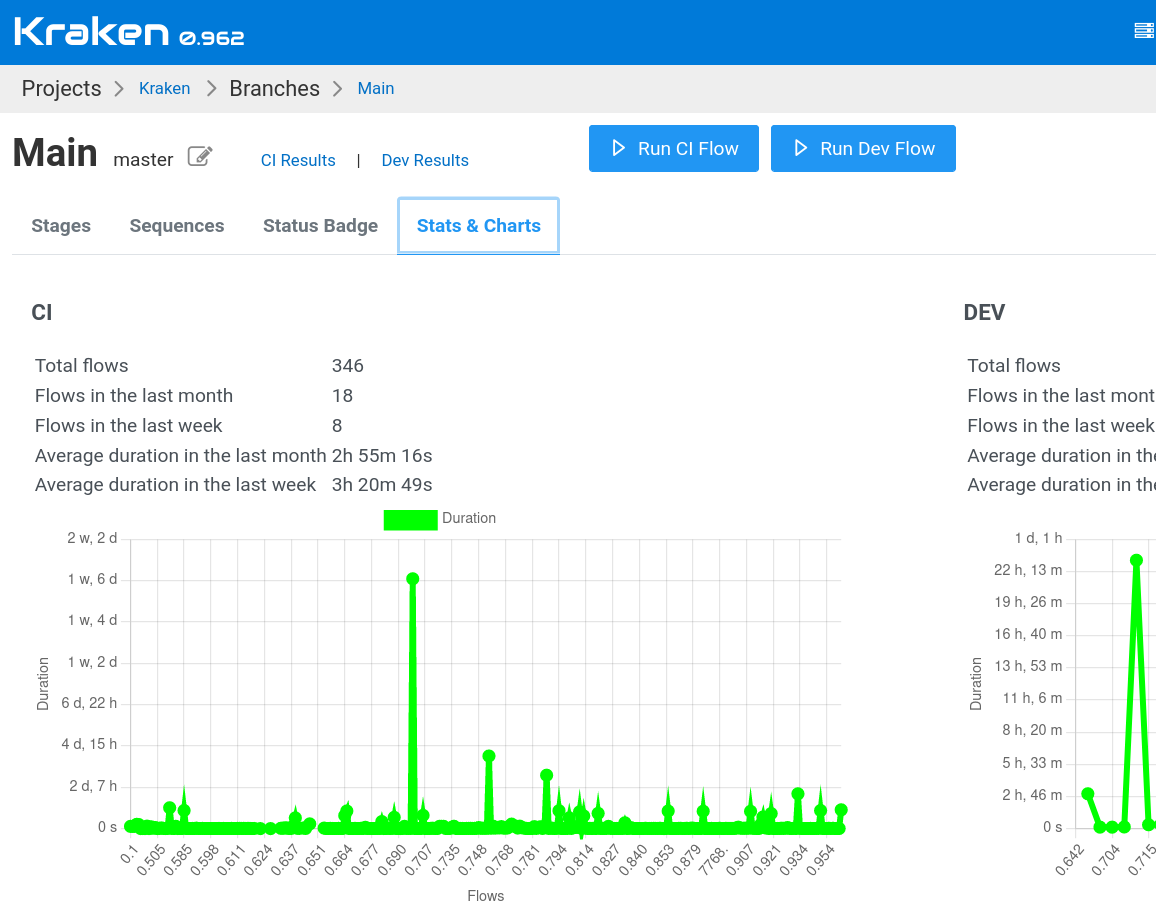 Kraken 0.962
Projects > Kraken > Branches > Main
Main master CI Results | Dev Results Run CI Flow Run Dev Flow
Stages Sequences Status Badge Stats & Charts
CI
Total flows 346
Flows in the last month 18
Flows in the last week 8
Average duration in the last month 2h 55m 16s
Average duration in the last week 3h 20m 49s
Duration
2 w, 2 d
1 w, 6 d
1 w, 4 d
1 w, 2 d
6 d, 22 h
4 d, 15 h
2 d, 7 h
0 s
Duration
0.1 0.505 0.585 0.598 0.611 0.624 0.637 0.651 0.664 0.677 0.690 0.707 0.735 0.748 0.768 0.781 0.794 0.814 0.827 0.840 0.853 0.879 7768. 0.907 0.921 0.934 0.954
Flows
DEV
Total flows
Flows in the last mont
Flows in the last week
Average duration in the
Average duration in the
1 d, 1 h
22 h, 13 m
19 h, 26 m
16 h, 40 m
13 h, 53 m
11 h, 6 m
8 h, 20 m
5 h, 33 m
2 h, 46 m
0 s
Duration
0.642 0.704 0.715